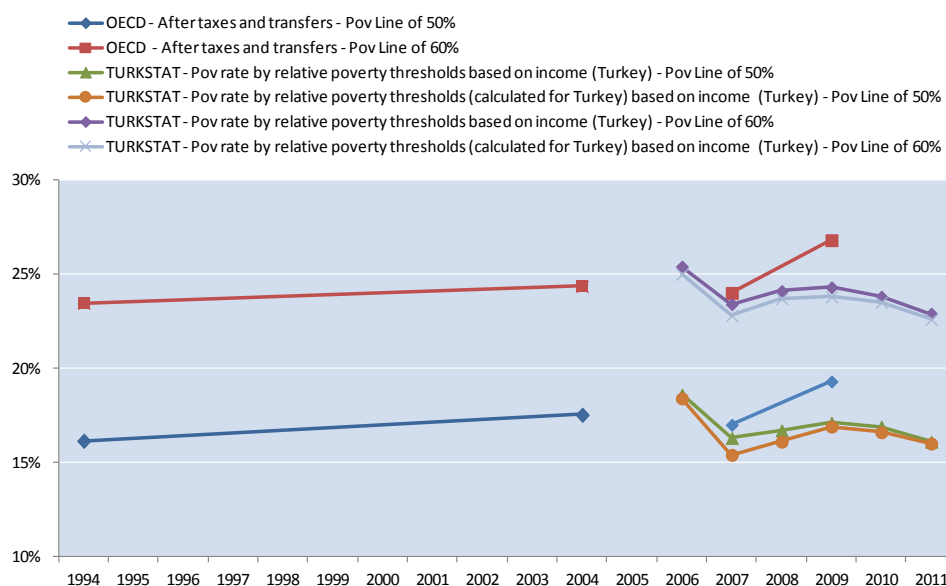 OECD - After taxes and transfers - Pov Line of 50%
OECD - After taxes and transfers - Pov Line of 60%
TURKSTAT - Pov rate by relative poverty thresholds based on income (Turkey) - Pov Line of 50%
TURKSTAT - Pov rate by relative poverty thresholds (calculated for Turkey) based on income (Turkey) - Pov Line of 50%
TURKSTAT - Pov rate by relative poverty thresholds based on income (Turkey) - Pov Line of 60%
TURKSTAT - Pov rate by relative poverty thresholds (calculated for Turkey) based on income (Turkey) - Pov Line of 60%
30%
25%
20%
15%
10%
1994 1995 1996 1997 1998 1999 2000 2001 2002 2003 2004 2005 2006 2007 2008 2009 2010 2011